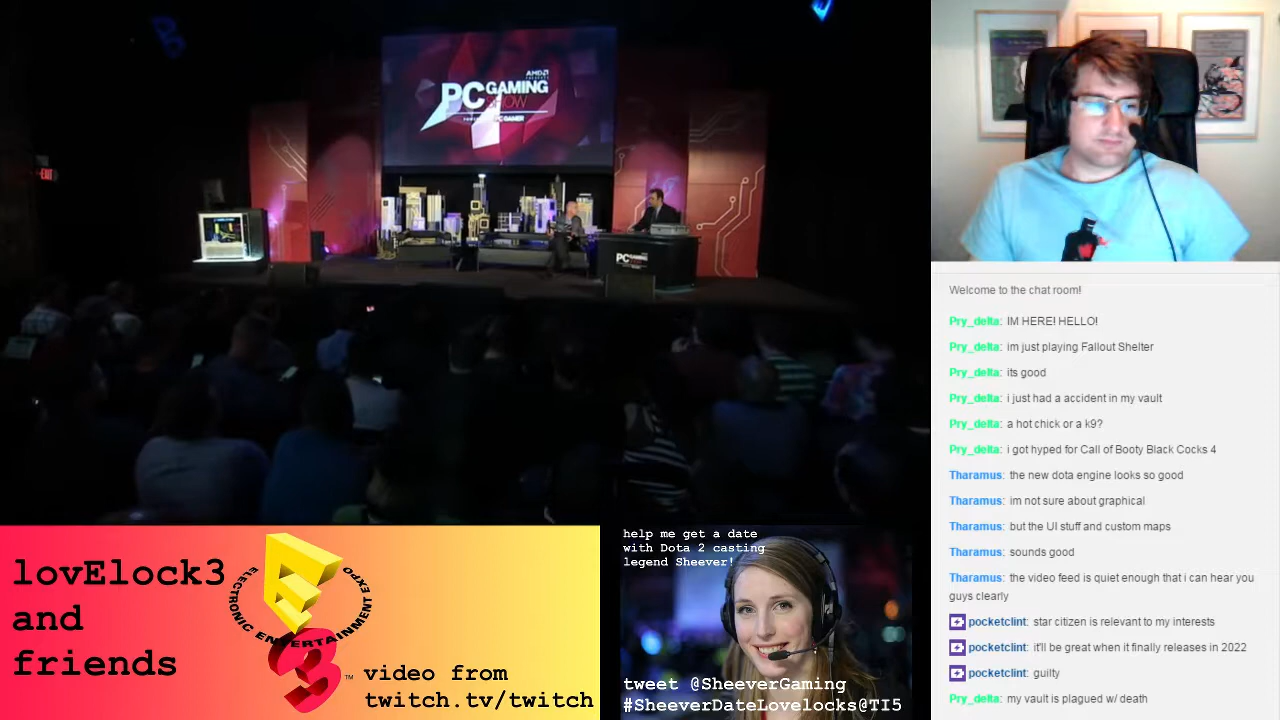 AMD
PC GAMING
SHOW
PC GAMER
EXIT
PC GAMING
Welcome to the chat room!
Pry_delta: IM HERE! HELLO!
Pry_delta: im just playing Fallout Shelter
Pry_delta: its good
Pry_delta: i just had a accident in my vault
Pry_delta: a hot chick or a k9?
Pry_delta: i got hyped for Call of Booty Black Cocks 4
Tharamus: the new dota engine looks so good
Tharamus: im not sure about graphical
Tharamus: but the UI stuff and custom maps
Tharamus: sounds good
Tharamus: the video feed is quiet enough that i can hear you
guys clearly
pocketclint: star citizen is relevant to my interests
pocketclint: it'll be great when it finally releases in 2022
pocketclint: guilty
Pry_delta: my vault is plagued w/ death
lovElock3
and
friends
ELECTRONIC ENTERTAINMENT EXPO
E3
TM
video from
twitch.tv/twitch
help me get a date
with Dota 2 casting
legend Sheever!
tweet @SheeverGaming
#SheeverDateLovelocks@TI5